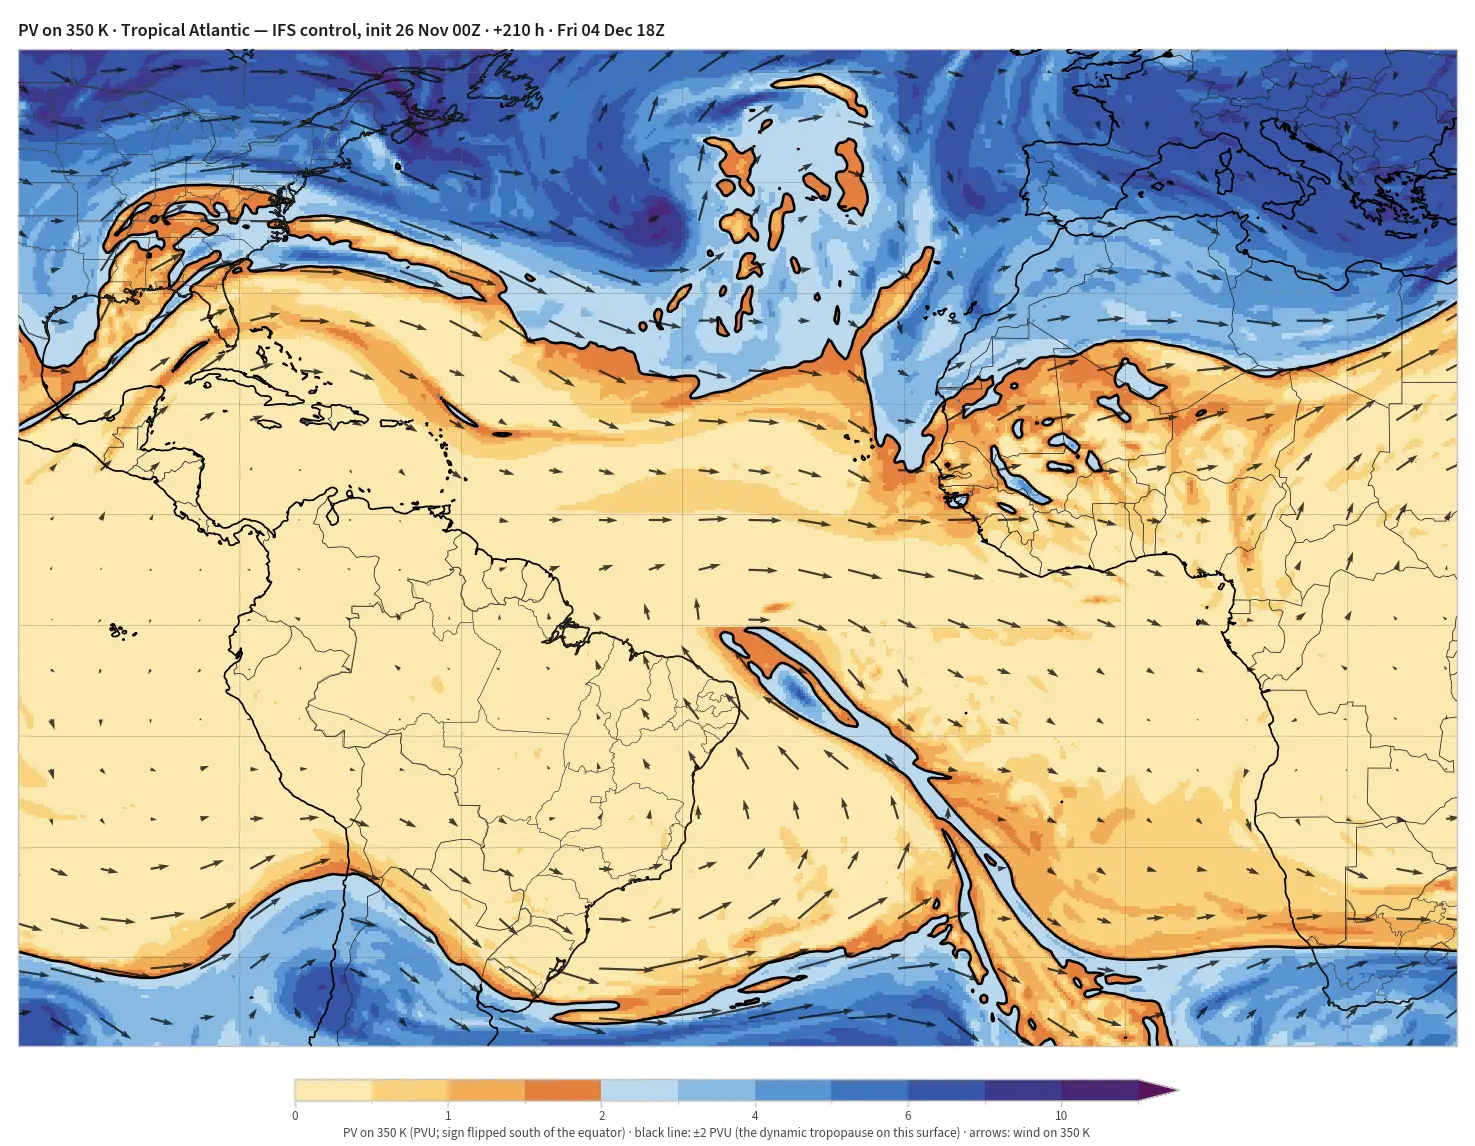 PV on 350 K · Tropical Atlantic — IFS control, init 26 Nov 00Z · +210 h · Fri 04 Dec 18Z
0 1 2 4 6 10
PV on 350 K (PVU; sign flipped south of the equator) · black line: ±2 PVU (the dynamic tropopause on this surface) · arrows: wind on 350 K